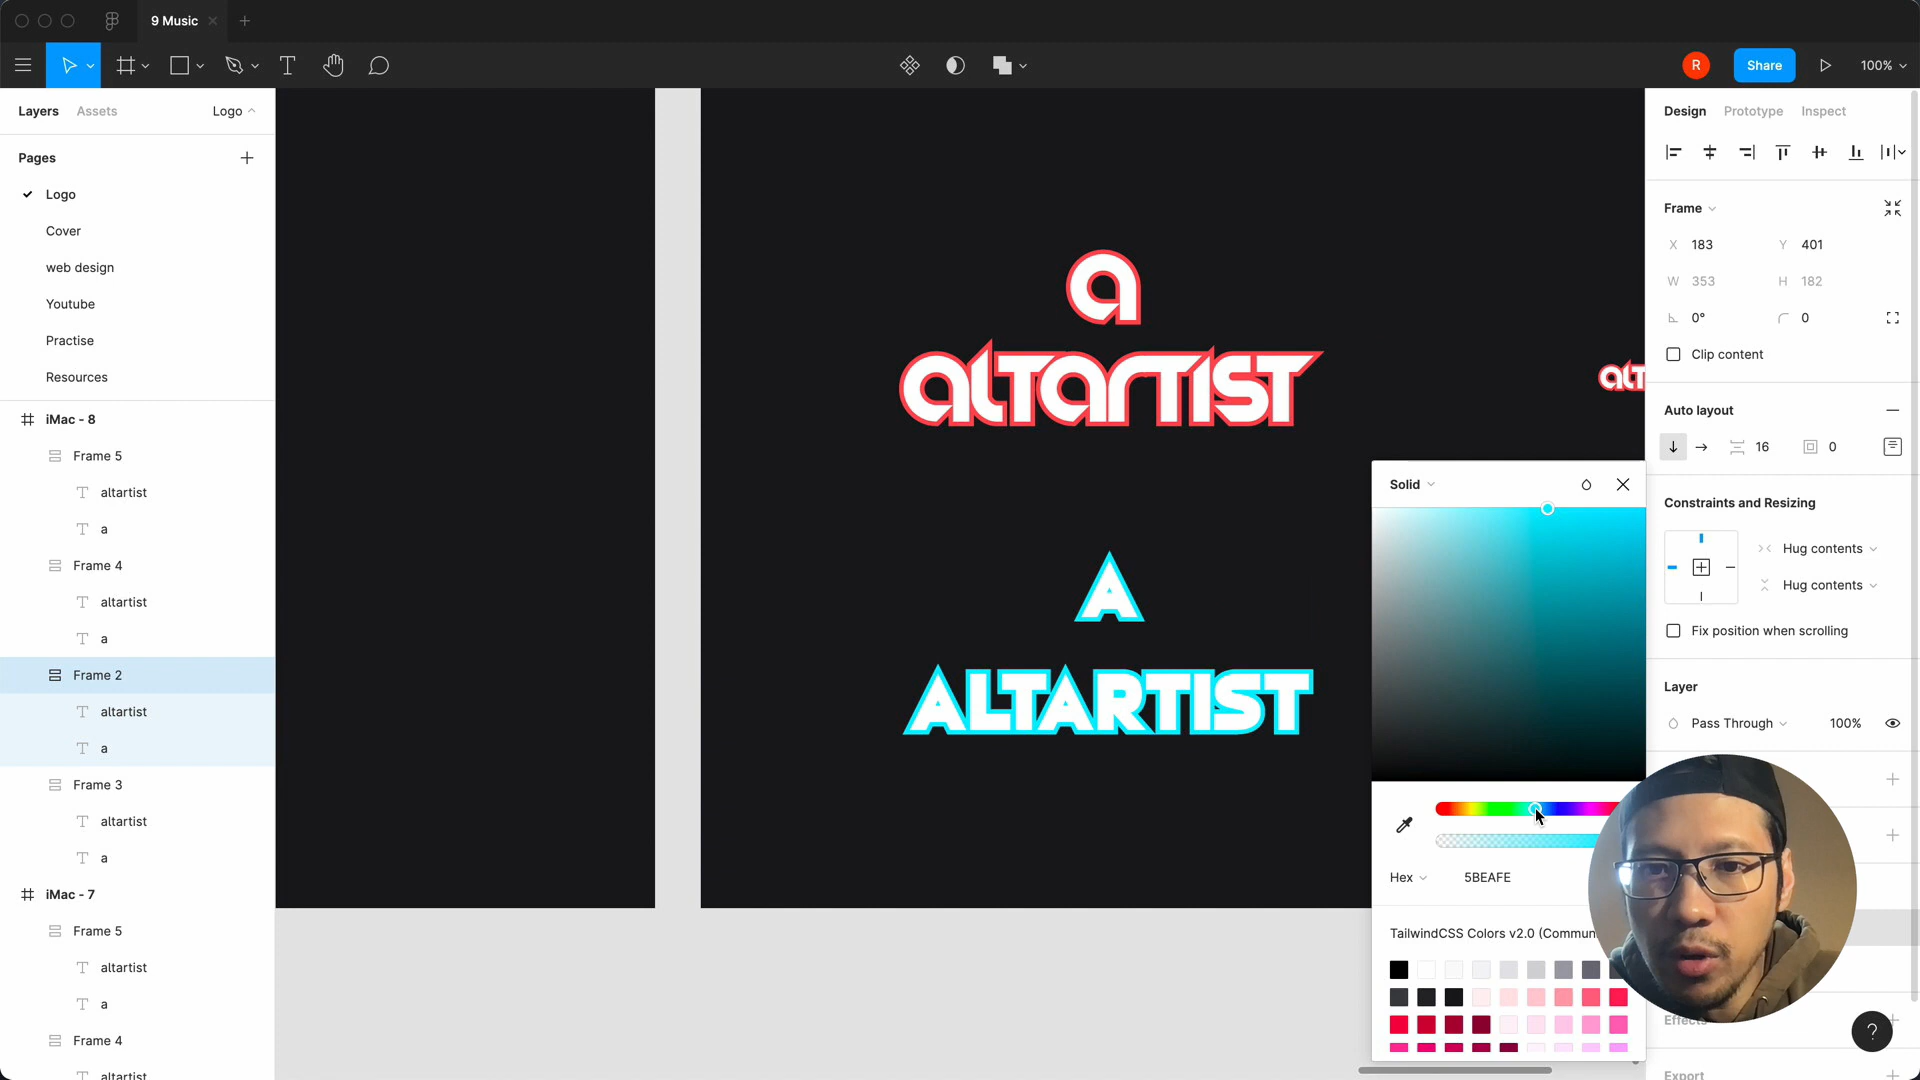 9 Music
R
Share
100%
Layers
Assets
Logo
Design
Prototype
Inspect
Pages
Logo
Cover
web design
Youtube
Practise
Resources
iMac - 8
Frame 5
altartist
a
Frame 4
altartist
a
Frame 2
altartist
a
Frame 3
altartist
a
iMac - 7
Frame 5
altartist
a
Frame 4
altartist
a
altartist
A
ALTARTIST
alT
Solid
Hex
5BEAFE
TailwindCSS Colors v2.0 (Commun
Frame
X 183 Y 401
W 353 H 182
0° 0
Clip content
Auto layout
16 0
Constraints and Resizing
Hug contents
Hug contents
Fix position when scrolling
Layer
Pass Through 100%
Effects
Export
?